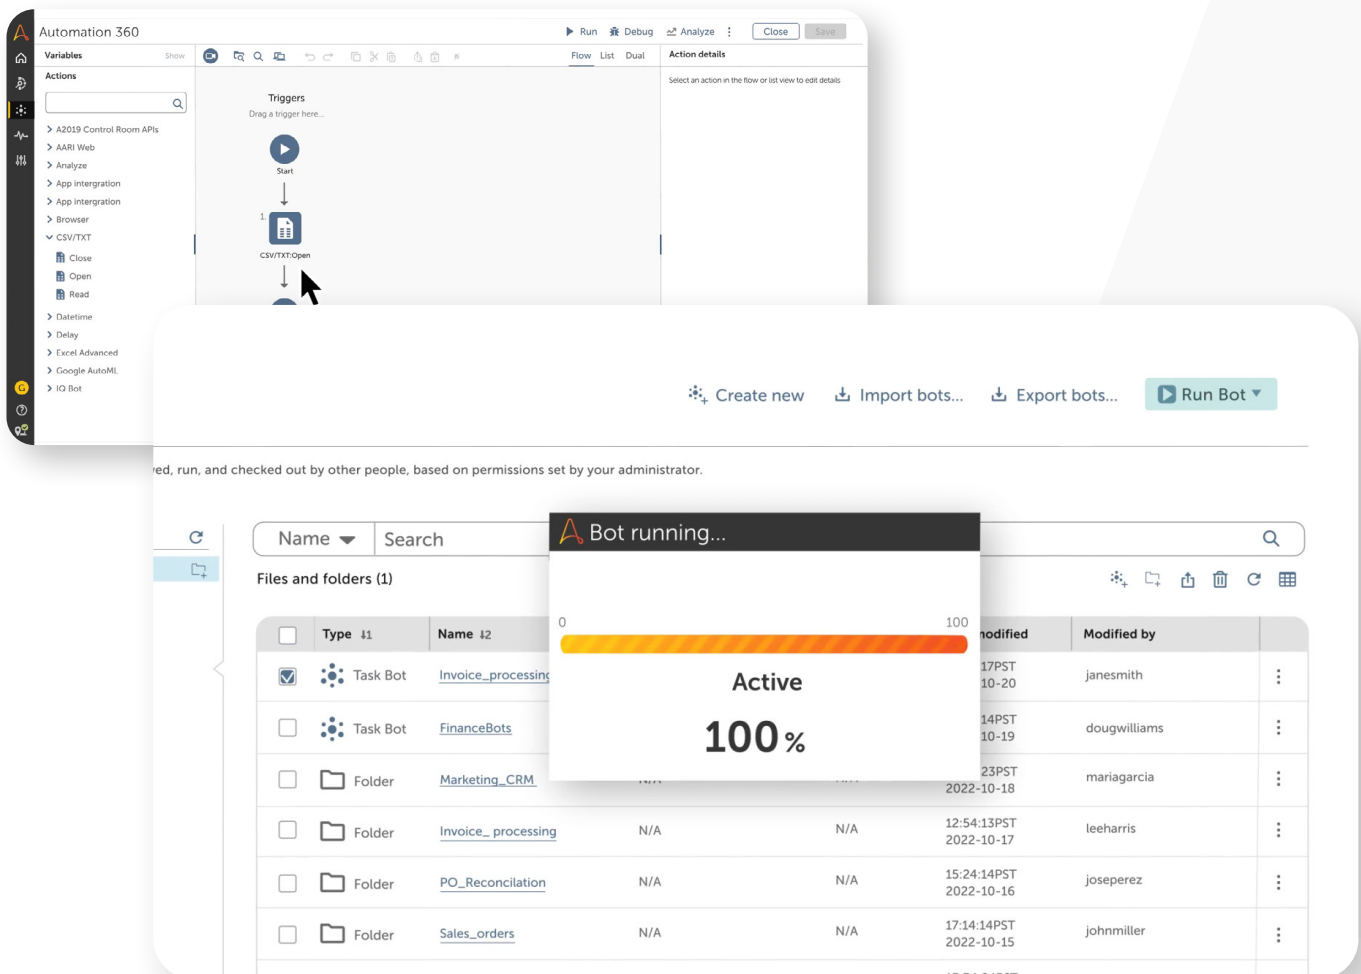 Automation 360
Run Debug Analyze Close Save
Variables Show
Flow List Dual
Action details
Actions
Select an action in the flow or list view to edit details
Triggers
Drag a trigger here...
A2019 Control Room APIs
AARI Web
Analyze
App intergration
App intergration
Browser
CSV/TXT
Close
Open
Read
Datetime
Delay
Excel Advanced
Google AutoML
IQ Bot
Start
1.
CSV/TXT:Open
G
Create new Import bots... Export bots... Run Bot
run, and checked out by other people, based on permissions set by your administrator.
Name Search
Bot running...
0 100
Active
100 %
Files and folders (1)
Type 1 Name 2 Modified by
Task Bot Invoice_processing 17PST 10-20 janesmith
Task Bot FinanceBots 14PST 10-19 dougwilliams
Folder Marketing_CRM 23PST 2022-10-18 mariagarcia
Folder Invoice_ processing N/A N/A 12:54:13PST 2022-10-17 leeharris
Folder PO_Reconcilation N/A N/A 15:24:14PST 2022-10-16 joseperez
Folder Sales_orders N/A N/A 17:14:14PST 2022-10-15 johnmiller